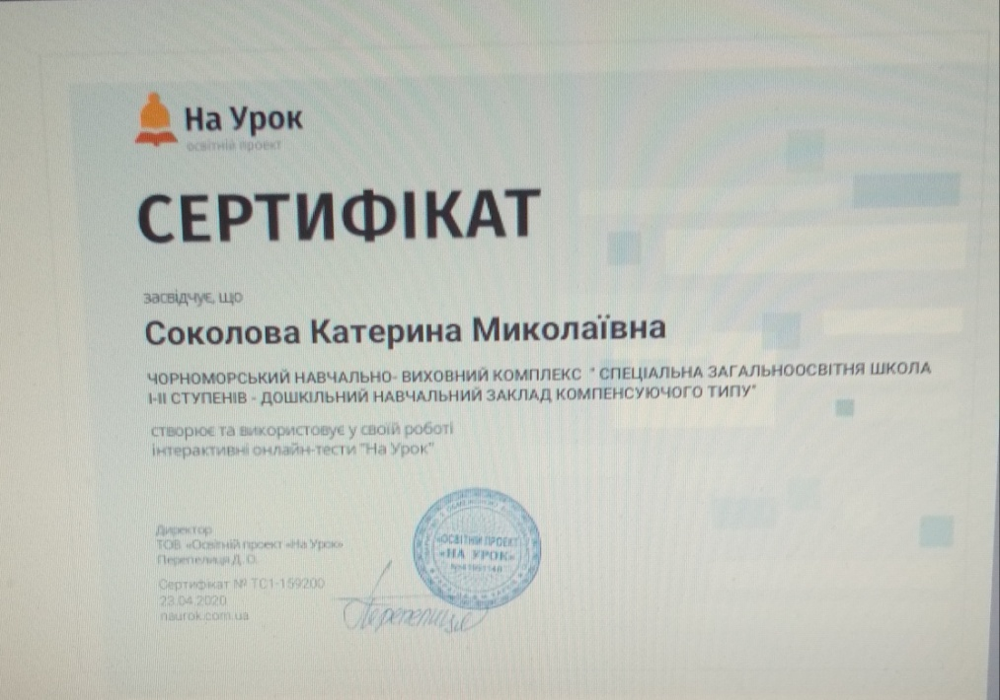 На Урок
освітній проект
СЕРТИФІКАТ
засвідчує, що
Соколова Катерина Миколаївна
ЧОРНОМОРСЬКИЙ НАВЧАЛЬНО- ВИХОВНИЙ КОМПЛЕКС " СПЕЦІАЛЬНА ЗАГАЛЬНООСВІТНЯ ШКОЛА
І-ІІ СТУПЕНІВ - ДОШКІЛЬНИЙ НАВЧАЛЬНИЙ ЗАКЛАД КОМПЕНСУЮЧОГО ТИПУ"
створює та використовує у своїй роботі
інтерактивні онлайн-тести "На Урок"
Директор
ТОВ «Освітній проект «На Урок»
Перепелиця Д. О.
Сертифікат № TC1-159200
23.04.2020
naurok.com.ua
«ОСВІТНІЙ ПРОЕКТ
«НА УРОК»
Перепелиця